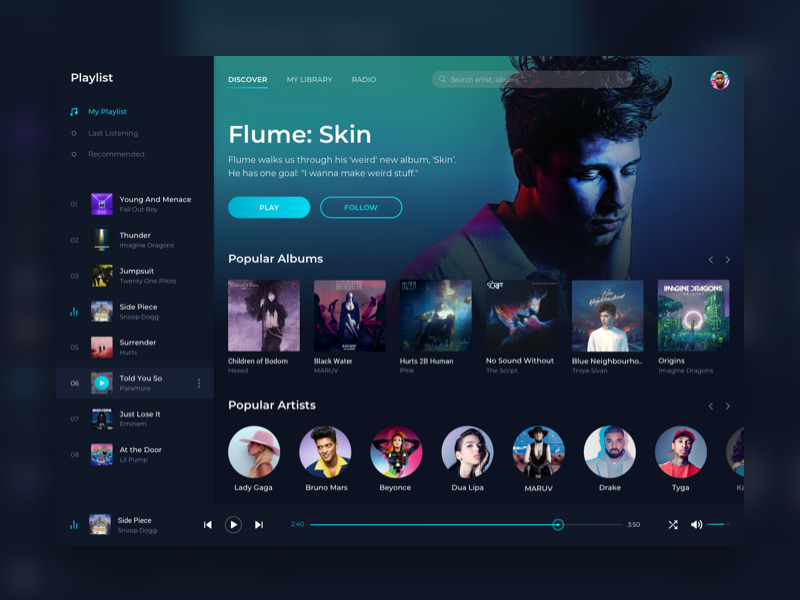 Playlist
My Playlist
Last Listening
Recommended
01
Young And Menace
Fall Out Boy
02
Thunder
Imagine Dragons
03
Jumpsuit
Twenty One Pilots
Side Piece
Snoop Dogg
05
Surrender
Hurts
06
Told You So
Paramore
07
Just Lose It
Eminem
08
At the Door
Lil Pump
DISCOVER
MY LIBRARY
RADIO
Search artist, albums...
Flume: Skin
Flume walks us through his 'weird' new album, 'Skin'.
He has one goal: "I wanna make weird stuff."
PLAY
FOLLOW
Popular Albums
SCRIPT
IMAGINE DRAGONS
ORIGINS
Children of Bodom
Hexed
Black Water
MARUV
Hurts 2B Human
P!nk
No Sound Without
The Script
Blue Neighbourho..
Troye Sivan
Origins
Imagine Dragons
Popular Artists
Lady Gaga
Bruno Mars
Beyonce
Dua Lipa
MARUV
Drake
Tyga
Side Piece
Snoop Dogg
2:40
3:50